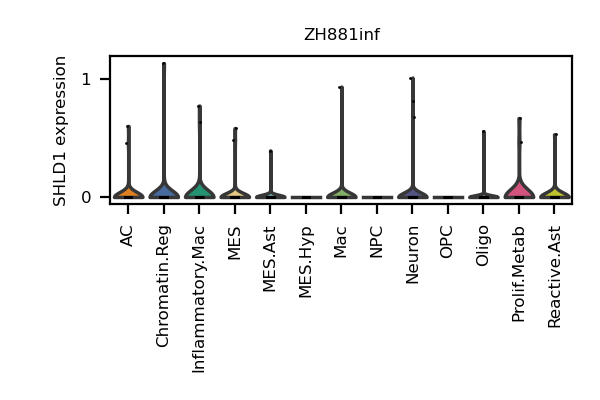 ZH881inf
SHLD1 expression
1
0
AC
Chromatin.Reg
Inflammatory.Mac
MES
MES.Ast
MES.Hyp
Mac
NPC
Neuron
OPC
Oligo
Prolif.Metab
Reactive.Ast